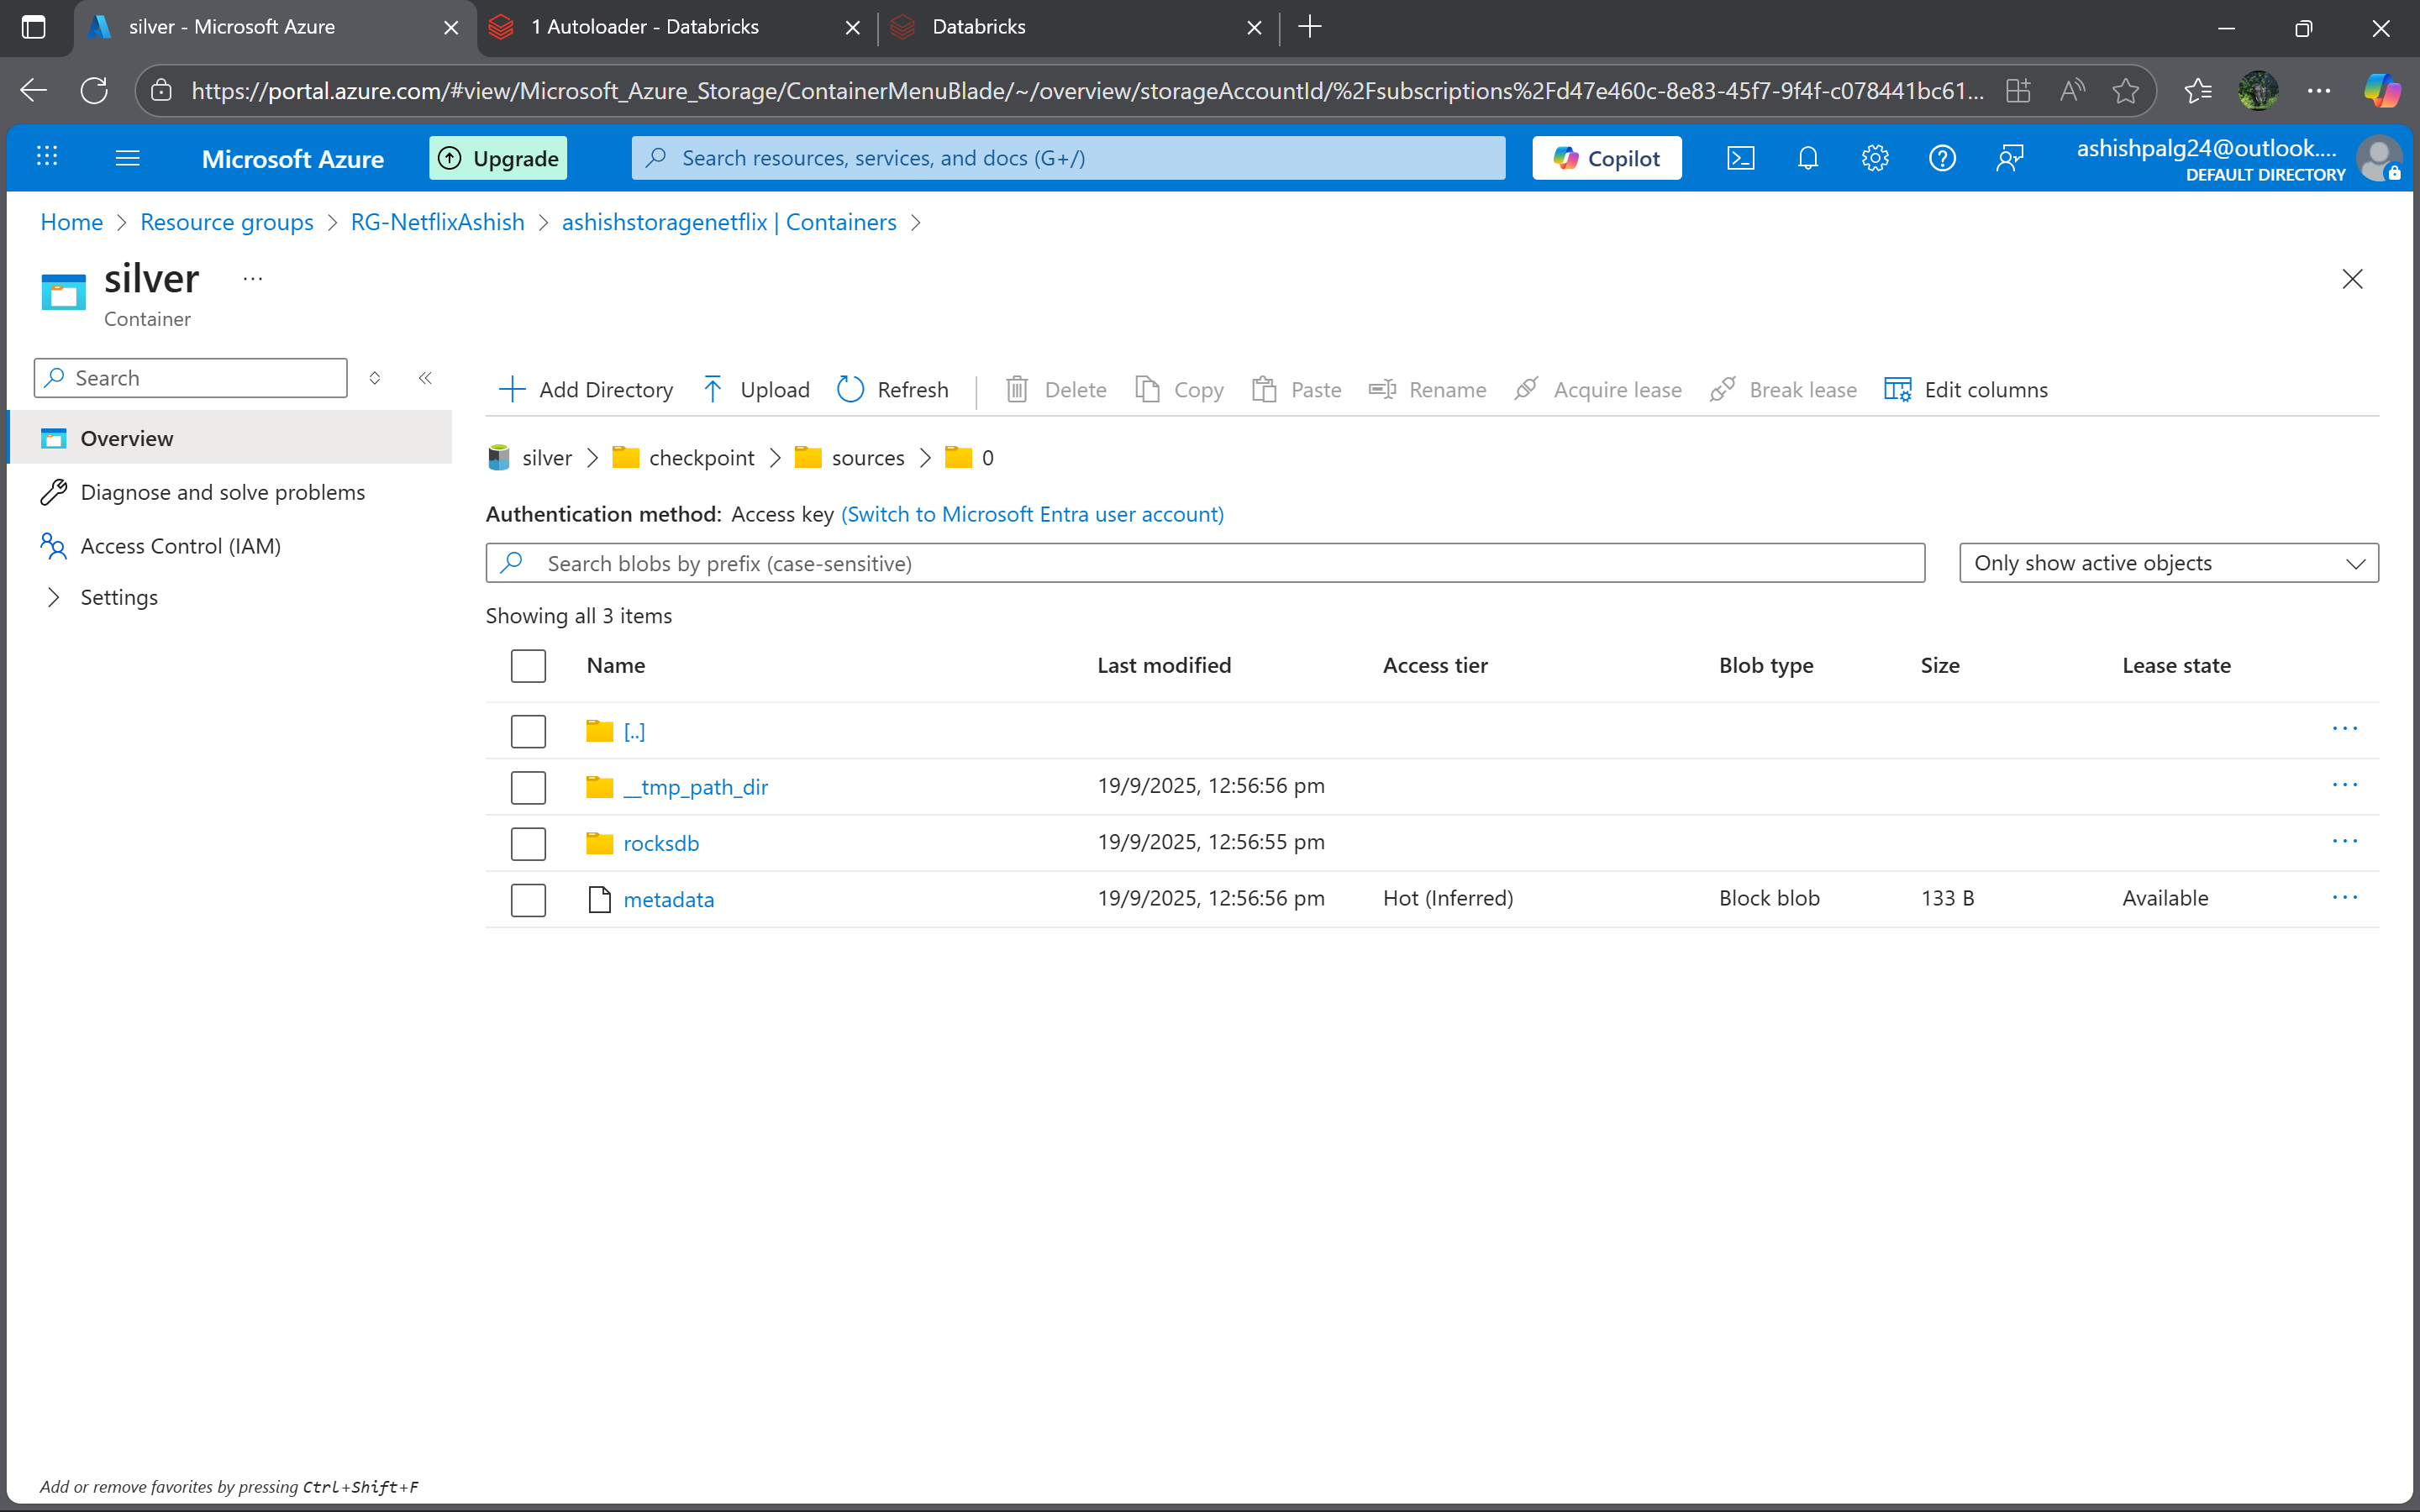 silver - Microsoft Azure
1 Autoloader - Databricks
Databricks
https://portal.azure.com/#view/Microsoft_Azure_Storage/ContainerMenuBlade/~/overview/storageAccountId/%2Fsubscriptions%2Fd47e460c-8e83-45f7-9f4f-c078441bc61...
Microsoft Azure
Upgrade
Search resources, services, and docs (G+/)
Copilot
ashishpalg24@outlook....
DEFAULT DIRECTORY
Home > Resource groups > RG-NetflixAshish > ashishstoragenetflix | Containers >
silver ...
Container
Search
Overview
Diagnose and solve problems
Access Control (IAM)
Settings
Add Directory Upload Refresh Delete Copy Paste Rename Acquire lease Break lease Edit columns
silver > checkpoint > sources > 0
Authentication method: Access key (Switch to Microsoft Entra user account)
Search blobs by prefix (case-sensitive)
Only show active objects
Showing all 3 items
Name Last modified Access tier Blob type Size Lease state
[..]
__tmp_path_dir 19/9/2025, 12:56:56 pm
rocksdb 19/9/2025, 12:56:55 pm
metadata 19/9/2025, 12:56:56 pm Hot (Inferred) Block blob 133 B Available
Add or remove favorites by pressing Ctrl+Shift+F